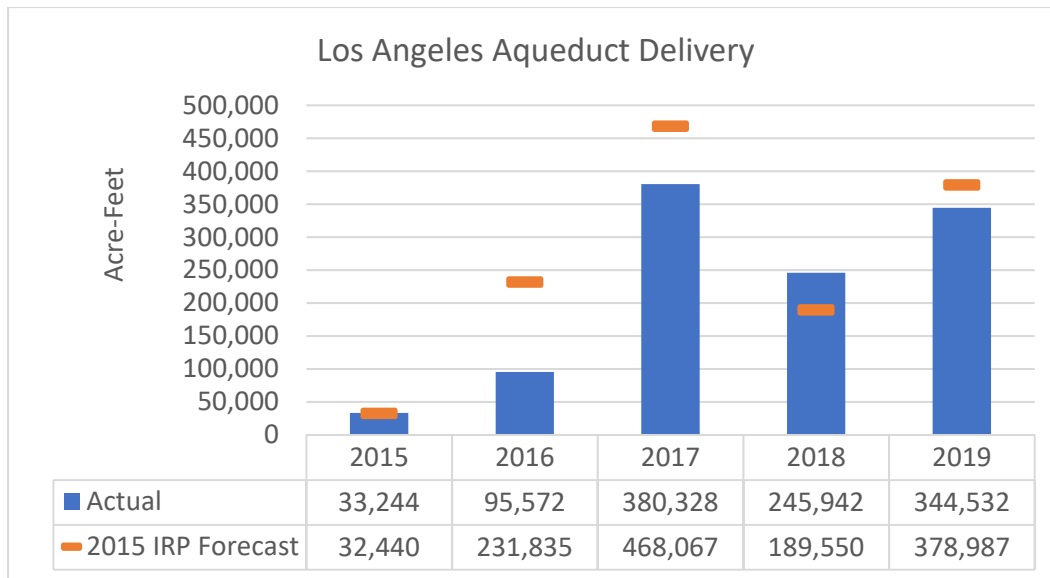 Los Angeles Aqueduct Delivery
Acre-Feet
500,000
450,000
400,000
350,000
300,000
250,000
200,000
150,000
100,000
50,000
0
2015 2016 2017 2018 2019
Actual 33,244 95,572 380,328 245,942 344,532
2015 IRP Forecast 32,440 231,835 468,067 189,550 378,987